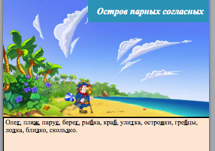 Остров парных согласных
Олег, пляж, парус, берег, рыбка, краб, улитка, островки, гребцы,
лодка, близко, скользко.